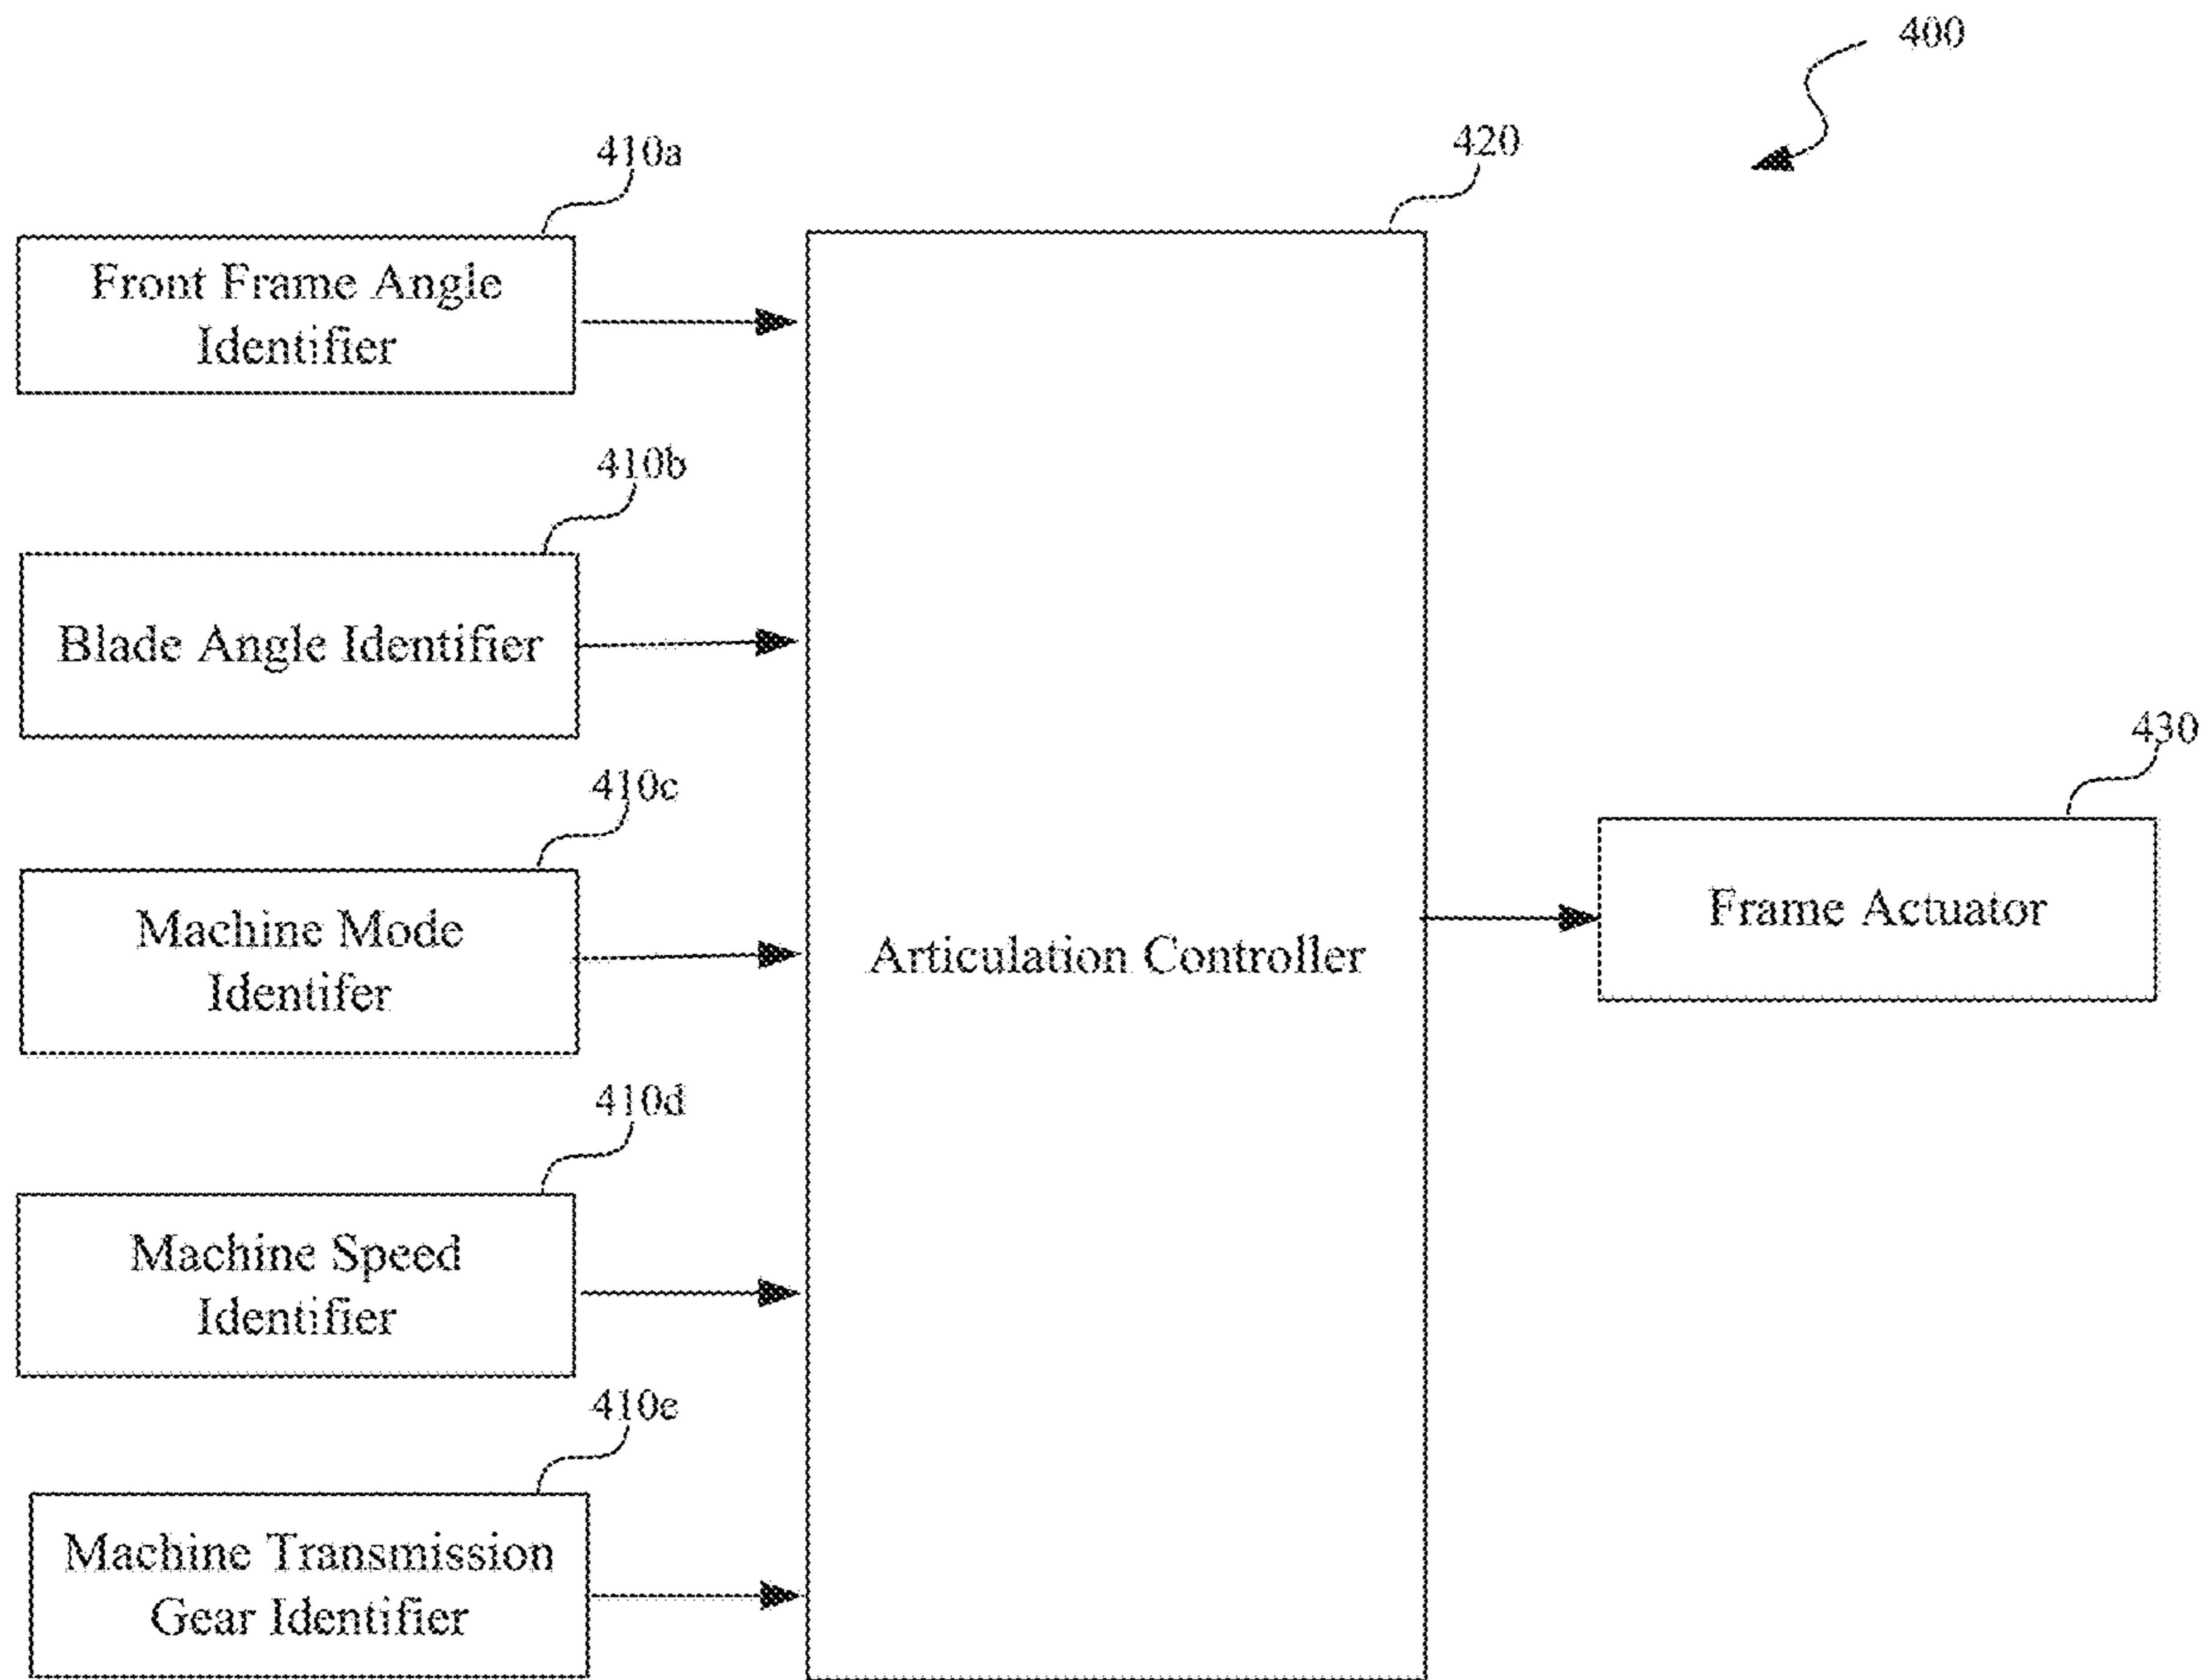 400
410a
420
Front Frame Angle
Identifier
410b
Blade Angle Identifier
430
410c
Machine Mode
Identifer
Articulation Controller
Frame Actuator
410d
Machine Speed
Identifier
410e
Machine Transmission
Gear Identifier